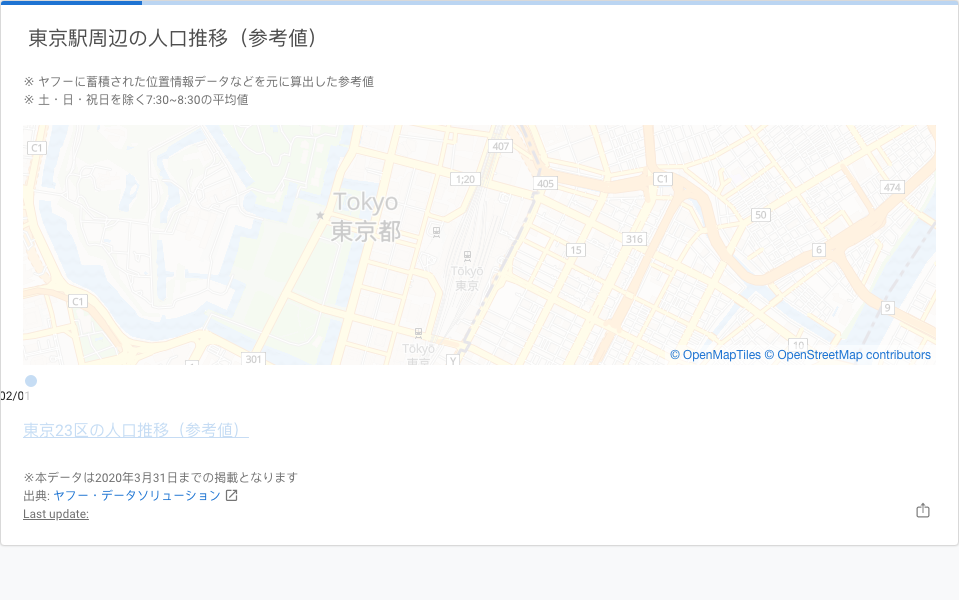 東京駅周辺の人口推移（参考値）
※ ヤフーに蓄積された位置情報データなどを元に算出した参考値
※ 土・日・祝日を除く7:30~8:30の平均値
C1
407
1;20
405
C1
474
Tokyo
東京都
50
316
15
6
Tōkyō
東京
C1
9
10
Tōkyō
東京
301
Y
© OpenMapTiles © OpenStreetMap contributors
02/01
東京23区の人口推移（参考値）
※本データは2020年3月31日までの掲載となります
出典: ヤフー・データソリューション
Last update: